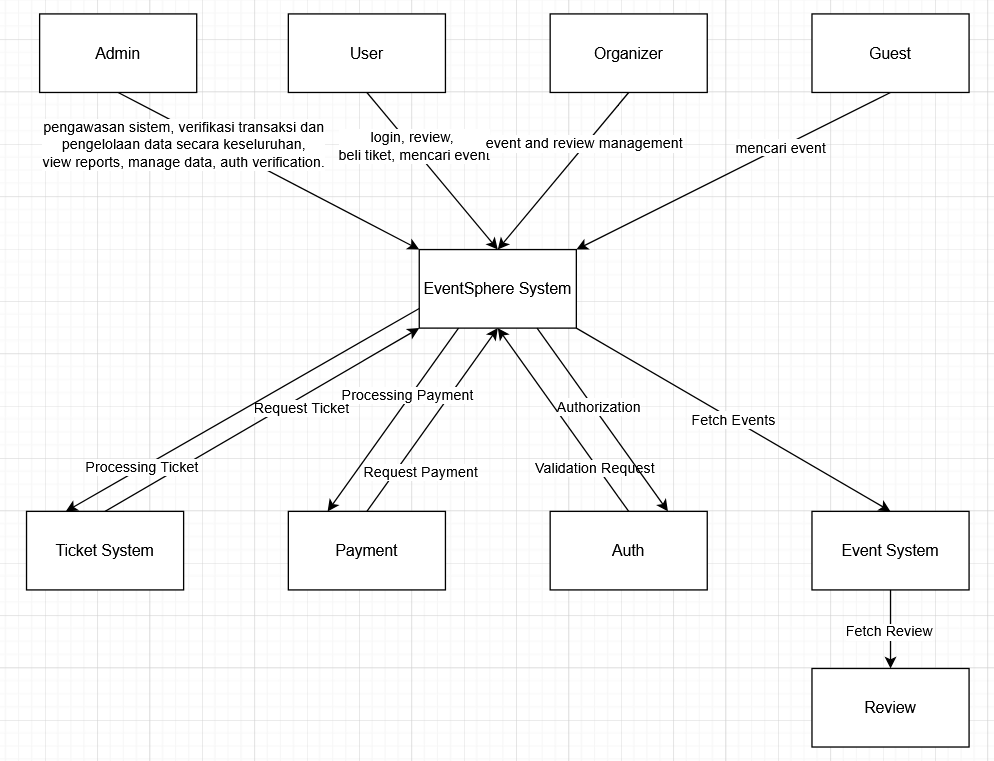 Admin
User
Organizer
Guest
pengawasan sistem, verifikasi transaksi dan
pengelolaan data secara keseluruhan,
view reports, manage data, auth verification.
login, review,
beli tiket, mencari event
event and review management
mencari event
EventSphere System
Processing Payment
Request Ticket
Authorization
Fetch Events
Processing Ticket
Request Payment
Validation Request
Ticket System
Payment
Auth
Event System
Fetch Review
Review